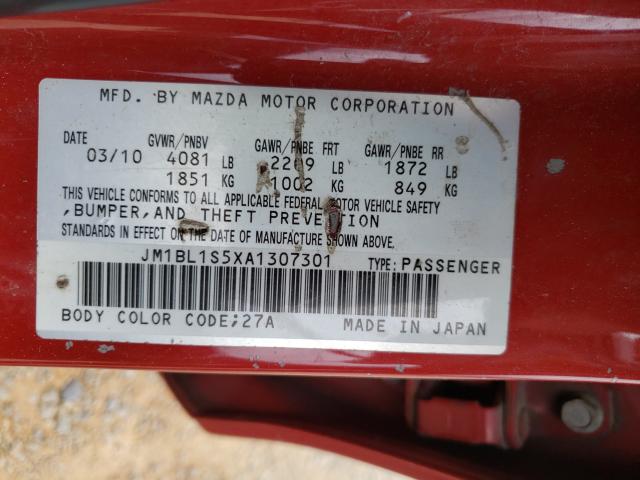 MFD. BY MAZDA MOTOR CORPORATION
DATE GVWR/PNBV GAWR/PNBE FRT GAWR/PNBE RR
03/10 4081 LB 2209 LB 1872 LB
1851 KG 1002 KG 849 KG
THIS VEHICLE CONFORMS TO ALL APPLICABLE FEDERAL MOTOR VEHICLE SAFETY
,BUMPER,AND THEFT PREVENTION
STANDARDS IN EFFECT ON THE DATE OF MANUFACTURE SHOWN ABOVE.
JM1BL1S5XA1307301 TYPE: PASSENGER
BODY COLOR CODE;27A MADE IN JAPAN